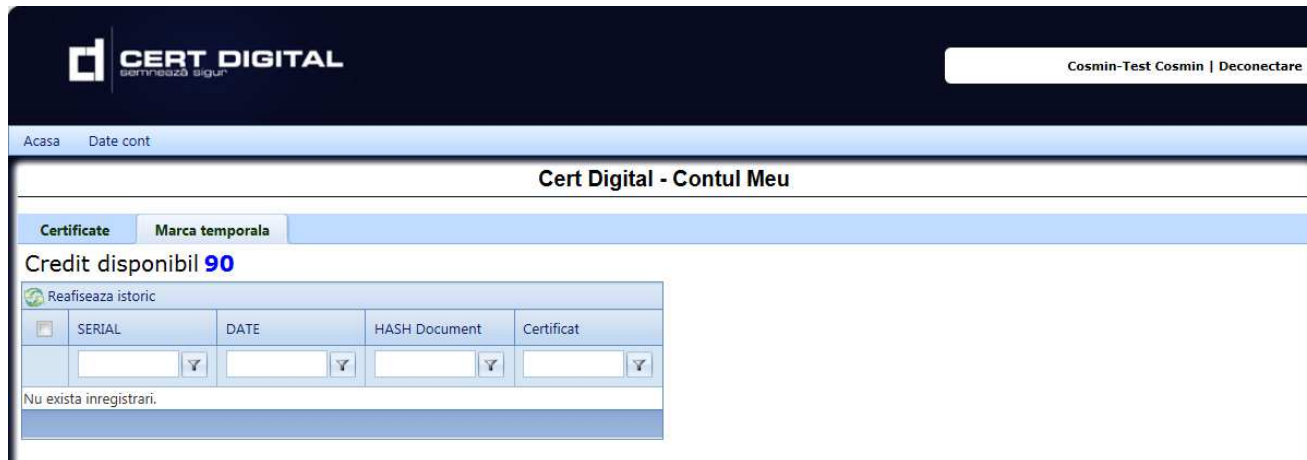 CERT DIGITAL
semnează sigur
Cosmin-Test Cosmin | Deconectare
Acasa Date cont
Cert Digital - Contul Meu
Certificate Marca temporala
Credit disponibil 90
Reafiseaza istoric
SERIAL DATE HASH Document Certificat
Nu exista inregistrari.